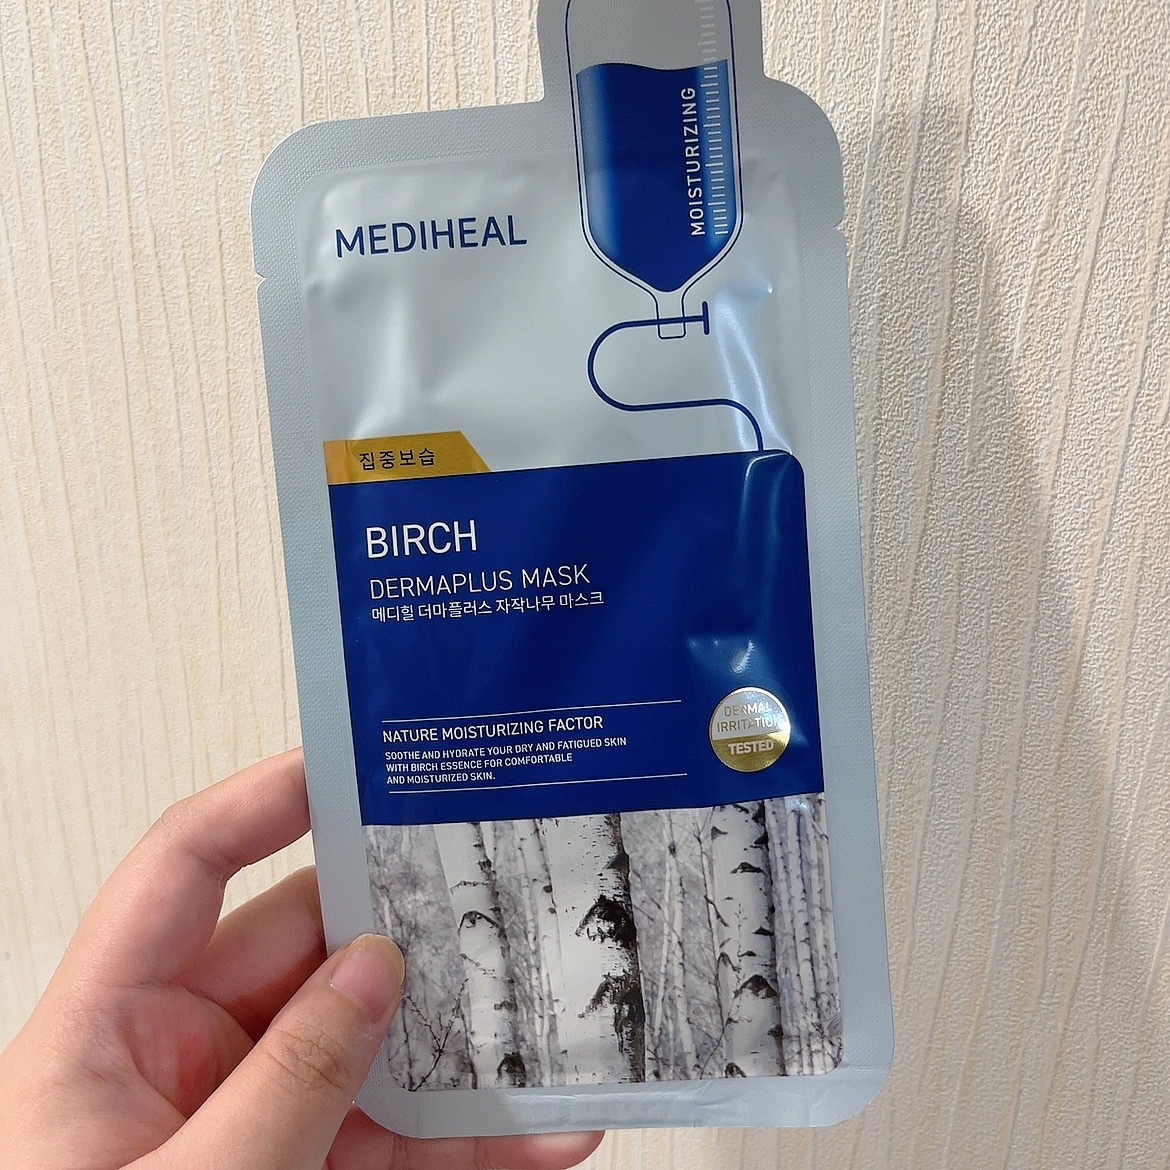 MOISTURIZING
MEDIHEAL
집중보습
BIRCH
DERMAPLUS MASK
메디힐 더마플러스 자작나무 마스크
NATURE MOISTURIZING FACTOR
SOOTHE AND HYDRATE YOUR DRY AND FATIGUED SKIN
WITH BIRCH ESSENCE FOR COMFORTABLE
AND MOISTURIZED SKIN.
DERMAL
IRRITATION
TESTED